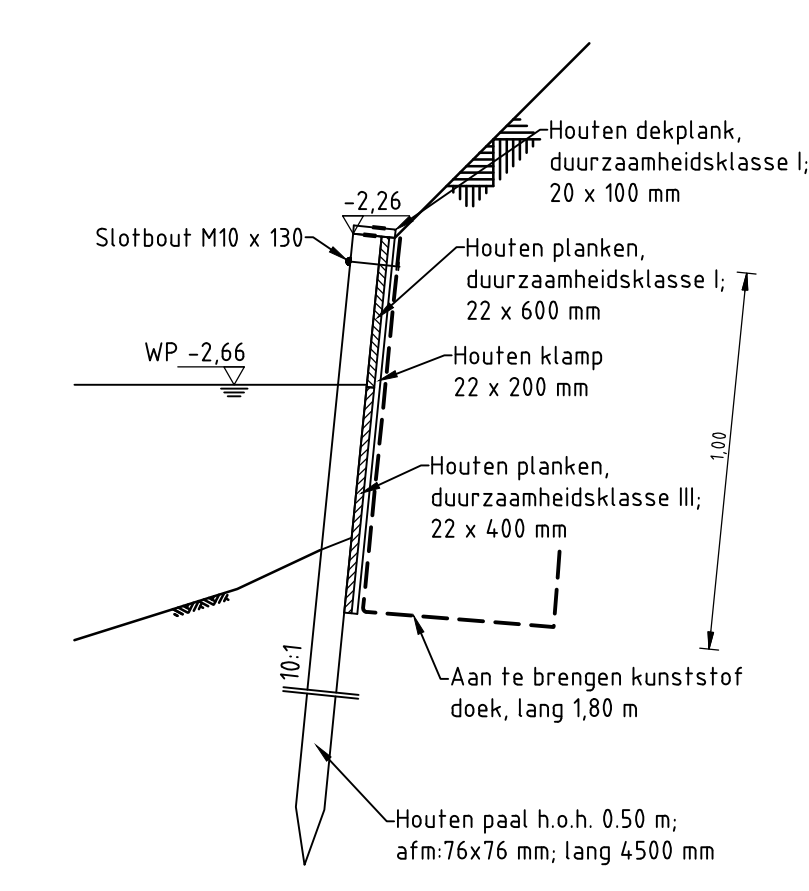 Houten dekplank,
duurzaamheidsklasse I;
20 x 100 mm
-2,26
Slotbout M10 x 130
Houten planken,
duurzaamheidsklasse I;
22 x 600 mm
WP -2,66
Houten klamp
22 x 200 mm
1,00
Houten planken,
duurzaamheidsklasse III;
22 x 400 mm
10:1
Aan te brengen kunststof
doek, lang 1,80 m
Houten paal h.o.h. 0.50 m;
afm:76x76 mm; lang 4500 mm